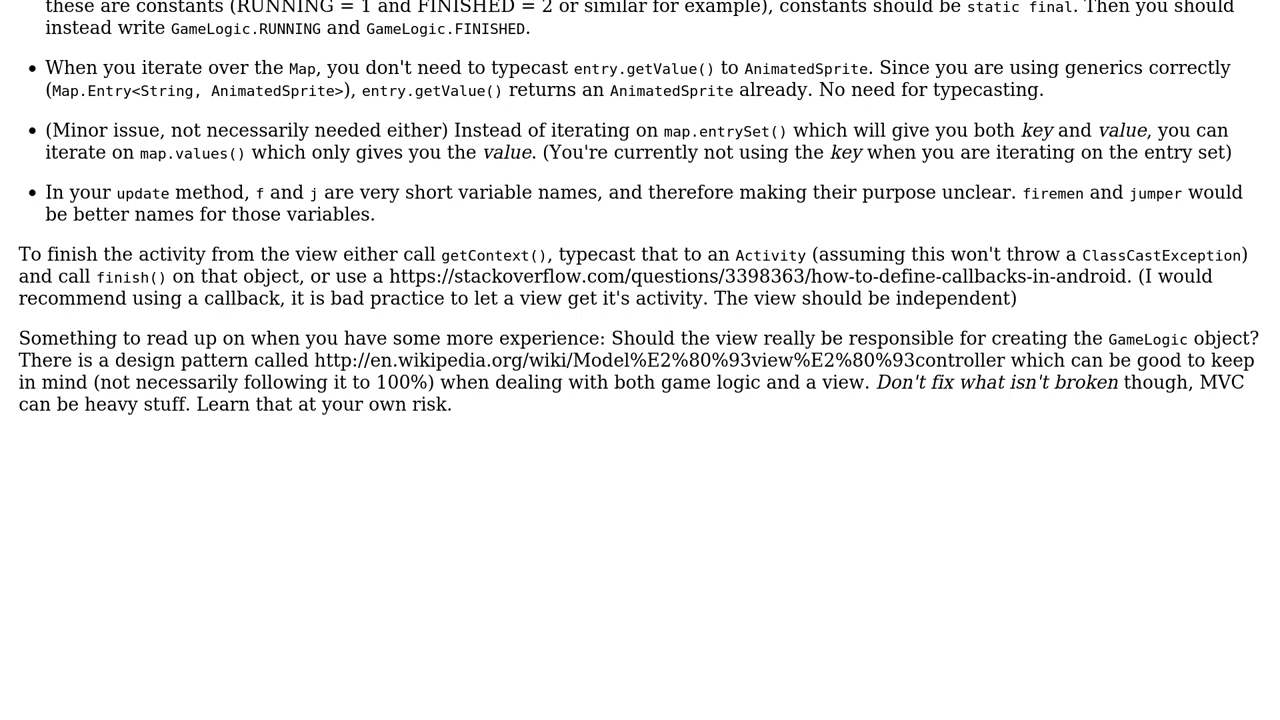 these are constants (RUNNING = 1 and FINISHED = 2 or similar for example), constants should be static final. Then you should
instead write GameLogic.RUNNING and GameLogic.FINISHED.
• When you iterate over the Map, you don't need to typecast entry.getValue() to AnimatedSprite. Since you are using generics correctly
(Map.Entry<String, AnimatedSprite>), entry.getValue() returns an AnimatedSprite already. No need for typecasting.
• (Minor issue, not necessarily needed either) Instead of iterating on map.entrySet() which will give you both key and value, you can
iterate on map.values() which only gives you the value. (You're currently not using the key when you are iterating on the entry set)
• In your update method, f and j are very short variable names, and therefore making their purpose unclear. firemen and jumper would
be better names for those variables.
To finish the activity from the view either call getContext(), typecast that to an Activity (assuming this won't throw a ClassCastException)
and call finish() on that object, or use a https://stackoverflow.com/questions/3398363/how-to-define-callbacks-in-android. (I would
recommend using a callback, it is bad practice to let a view get it's activity. The view should be independent)
Something to read up on when you have some more experience: Should the view really be responsible for creating the GameLogic object?
There is a design pattern called http://en.wikipedia.org/wiki/Model%E2%80%93view%E2%80%93controller which can be good to keep
in mind (not necessarily following it to 100%) when dealing with both game logic and a view. Don't fix what isn't broken though, MVC
can be heavy stuff. Learn that at your own risk.